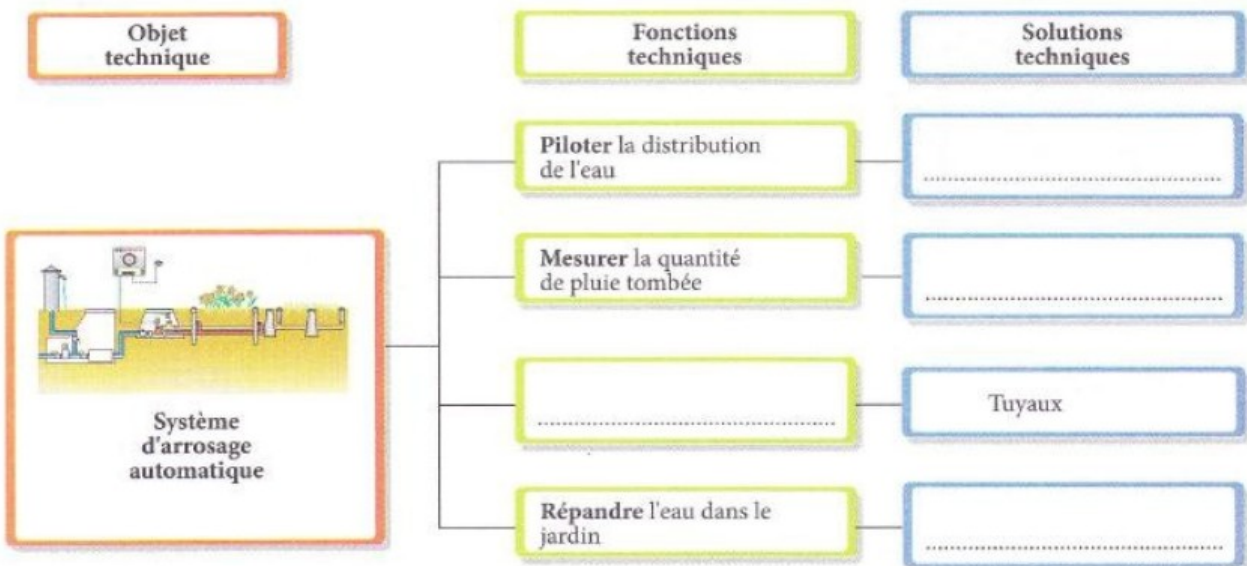 Objet
technique
Fonctions
techniques
Solutions
techniques
Piloter la distribution
de l'eau
Mesurer la quantité
de pluie tombée
Système
d'arrosage
automatique
Tuyaux
Répandre l'eau dans le
jardin